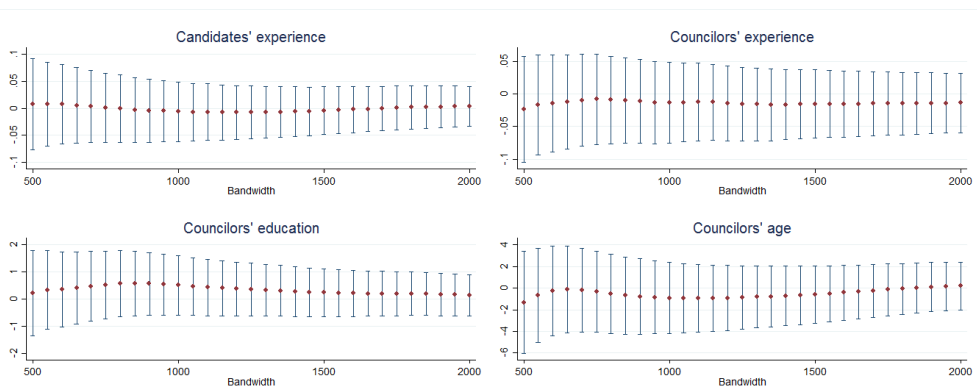 Candidates' experience
.1
.05
0
-.05
-.1
500 1000 1500 2000
Bandwidth
Councilors' experience
.05
0
-.05
-.1
500 1000 1500 2000
Bandwidth
Councilors' education
2
1
0
-1
-2
500 1000 1500 2000
Bandwidth
Councilors' age
4
2
0
-2
-4
-6
500 1000 1500 2000
Bandwidth